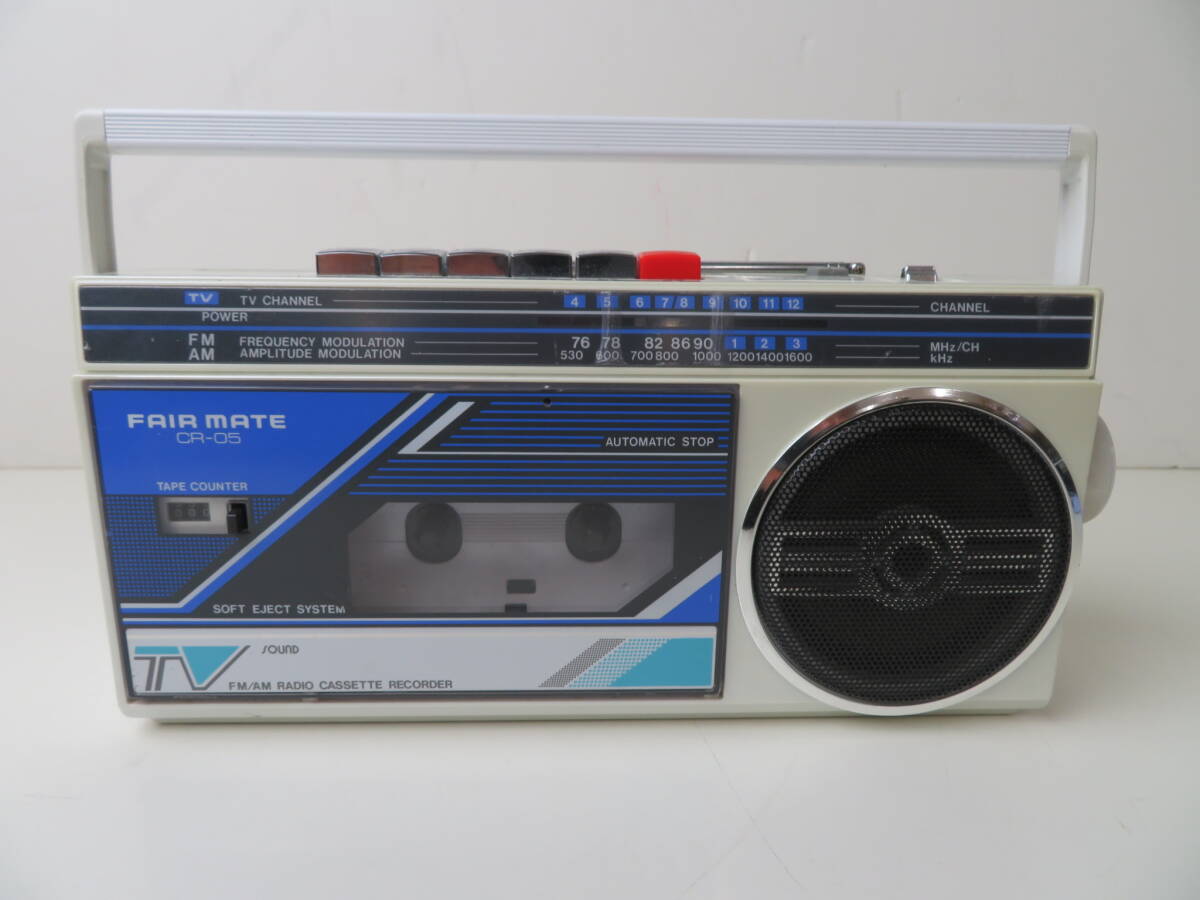 TV TV CHANNEL 4 5 6 7 8 9 10 11 12 CHANNEL
POWER
FM FREQUENCY MODULATION 76 78 82 86 90 1 2 3 MHz/CH
AM AMPLITUDE MODULATION 530 600 700 800 1000 1200 1400 1600 kHz
FAIR MATE
CR-05
AUTOMATIC STOP
TAPE COUNTER
SOFT EJECT SYSTEM
TV SOUND
FM/AM RADIO CASSETTE RECORDER